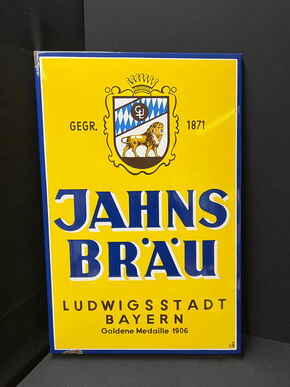 GEGR. 1871
JAHNS
BRÄU
LUDWIGSSTADT
BAYERN
Goldene Medaille 1906